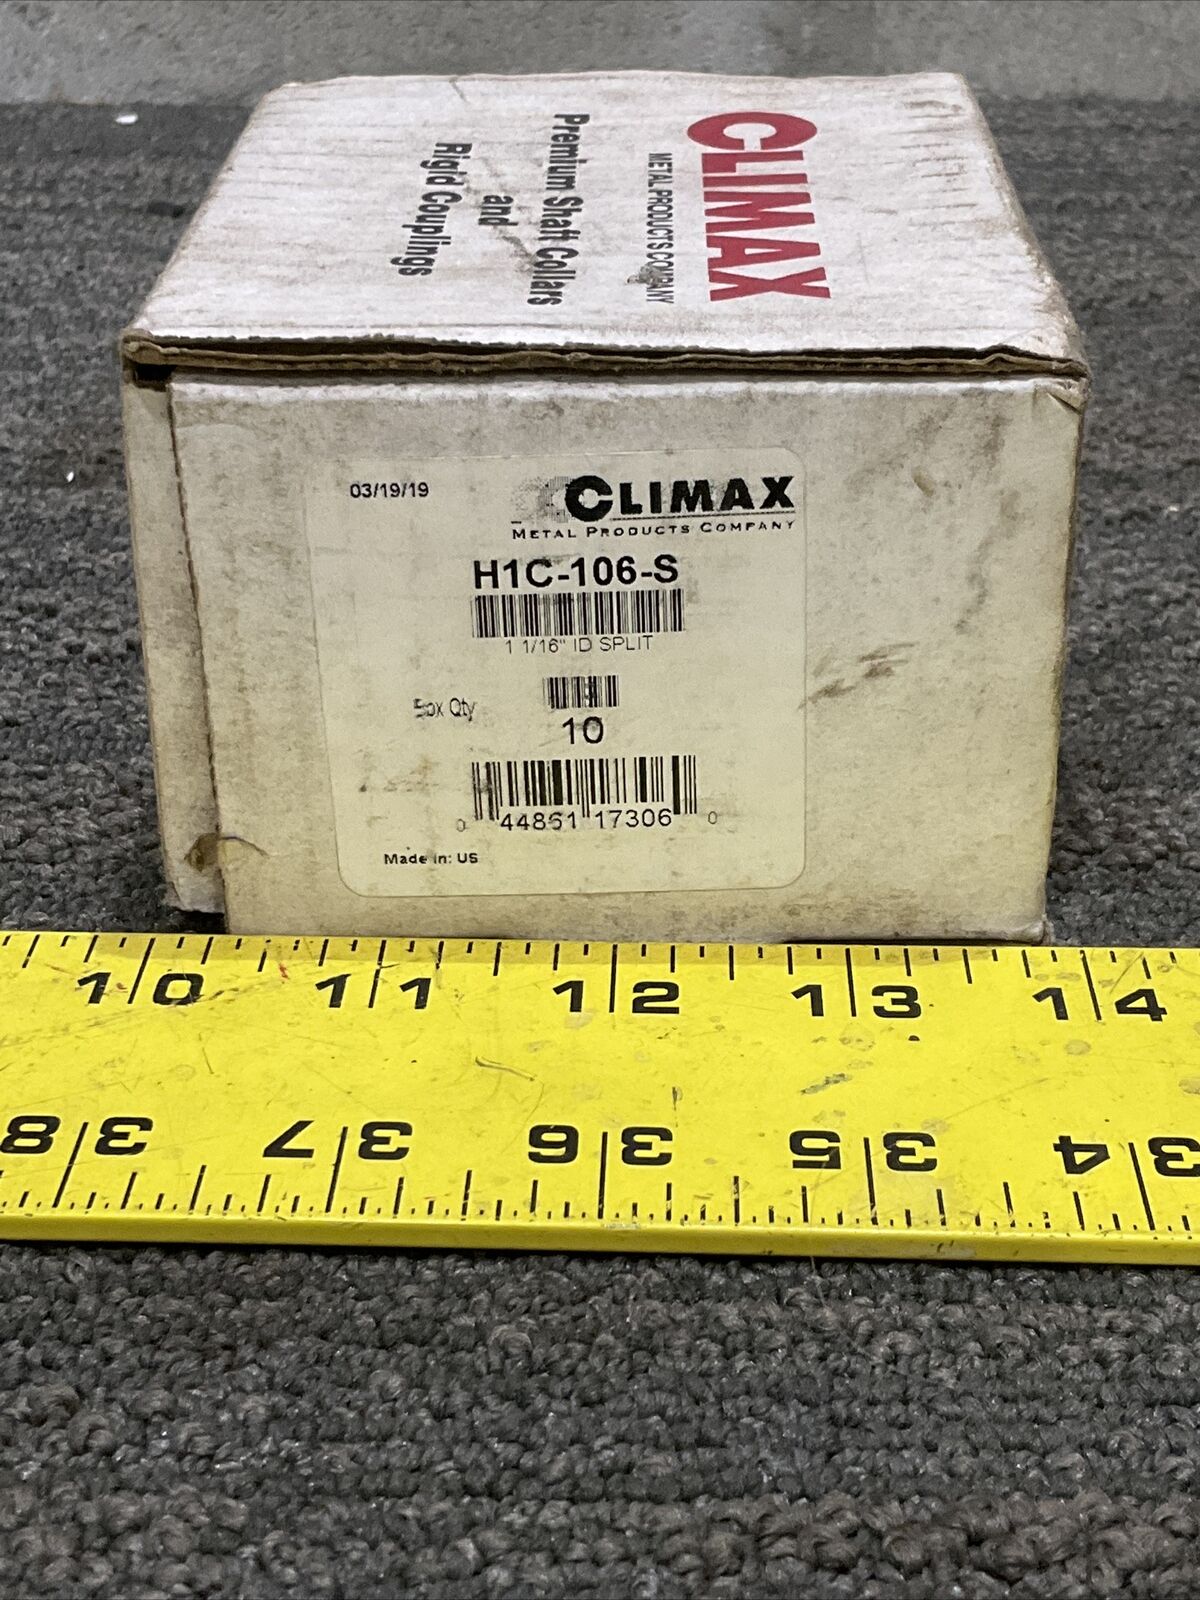 CLIMAX
METAL PRODUCTS COMPANY
Premium Shaft Collars
and
Rigid Couplings
03/19/19
CLIMAX
METAL PRODUCTS COMPANY
H1C-106-S
1 1/16" ID SPLIT
Box Qty
10
0 44861 17306 0
Made in: US
10 11 12 13 14
38 37 36 35 34